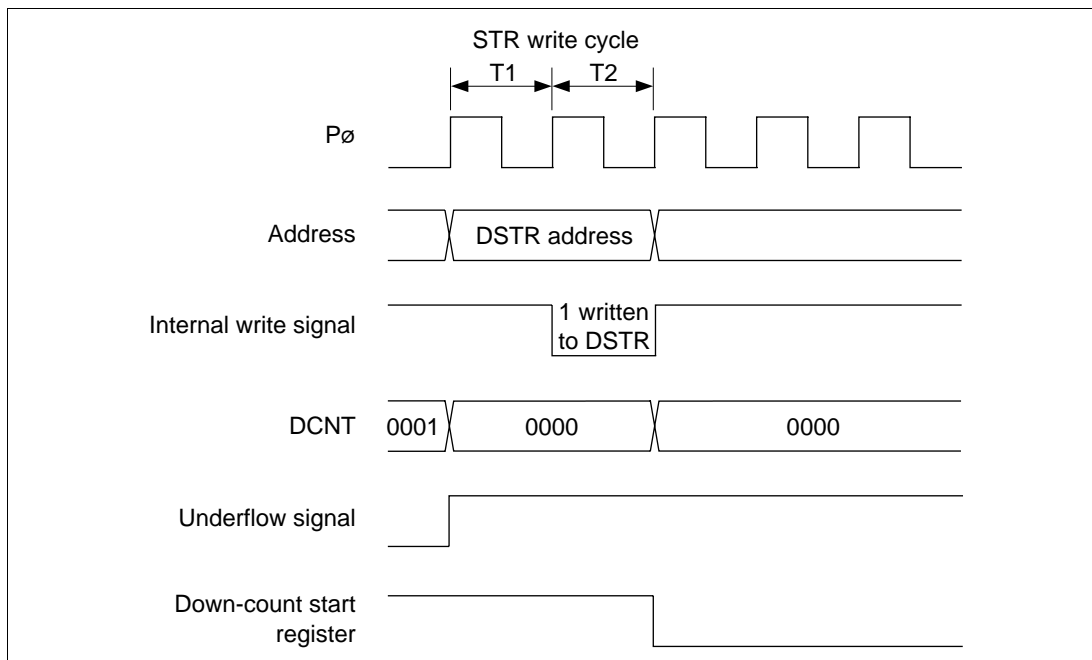 STR write cycle
T1 T2
Pø
Address DSTR address
Internal write signal 1 written
to DSTR
DCNT 0001 0000 0000
Underflow signal
Down-count start
register